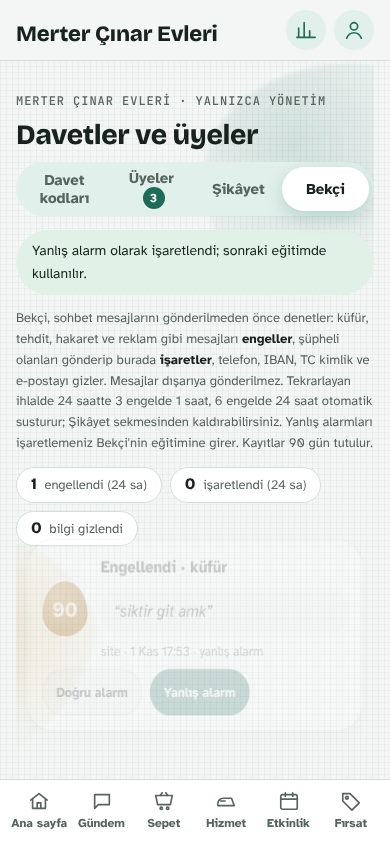 Merter Çınar Evleri
MERTER ÇINAR EVLERİ · YALNIZCA YÖNETİM
Davetler ve üyeler
Davet kodları
Üyeler 3
Şikâyet
Bekçi
Yanlış alarm olarak işaretlendi; sonraki eğitimde
kullanılır.
Bekçi, sohbet mesajlarını gönderilmeden önce denetler: küfür,
tehdit, hakaret ve reklam gibi mesajları engeller, şüpheli
olanları gönderip burada işaretler, telefon, IBAN, TC kimlik ve
e-postayı gizler. Mesajlar dışarıya gönderilmez. Tekrarlayan
ihlalde 24 saatte 3 engelde 1 saat, 6 engelde 24 saat otomatik
susturur; Şikâyet sekmesinden kaldırabilirsiniz. Yanlış alarmları
işaretlemeniz Bekçi'nin eğitimine girer. Kayıtlar 90 gün tutulur.
1 engellendi (24 sa)
0 işaretlendi (24 sa)
0 bilgi gizlendi
Engellendi · küfür
90
“siktir git amk”
site · 1 Kas 17:53 · yanlış alarm
Doğru alarm
Yanlış alarm
Ana sayfa
Gündem
Sepet
Hizmet
Etkinlik
Fırsat